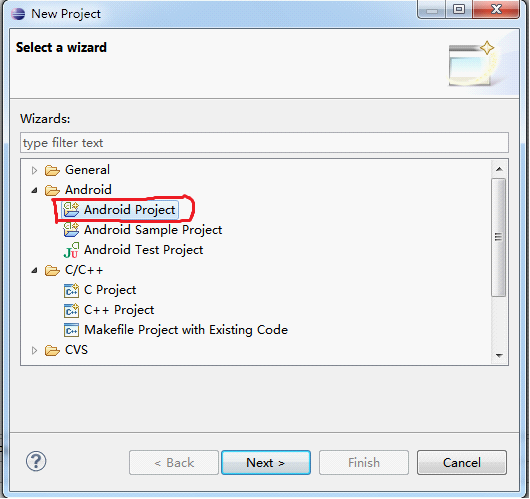 New Project
Select a wizard
Wizards:
type filter text
General
Android
Android Project
Android Sample Project
Android Test Project
C/C++
C Project
C++ Project
Makefile Project with Existing Code
CVS
< Back
Next >
Finish
Cancel